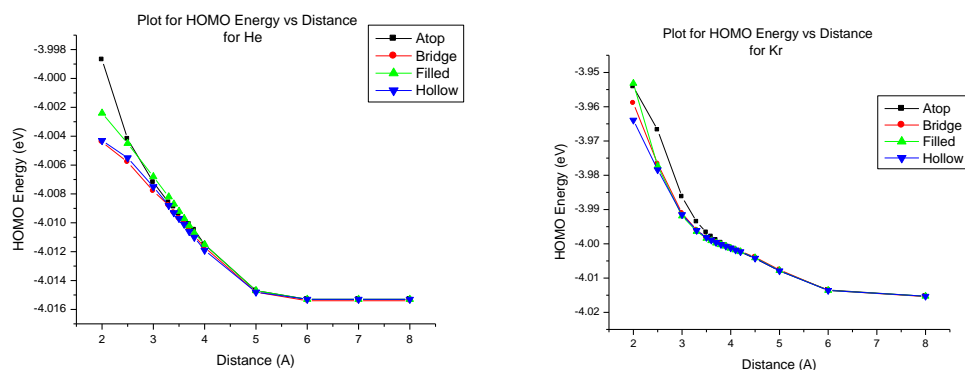 Plot for HOMO Energy vs Distance
for He
-3.998
-4.000
-4.002
-4.004
-4.006
-4.008
-4.010
-4.012
-4.014
-4.016
HOMO Energy (eV)
2 3 4 5 6 7 8
Distance (A)
Atop
Bridge
Filled
Hollow
Plot for HOMO Energy vs Distance
for Kr
-3.95
-3.96
-3.97
-3.98
-3.99
-4.00
-4.01
-4.02
HOMO Energy (eV)
2 3 4 5 6 7 8
Distance (A)
Atop
Bridge
Filled
Hollow